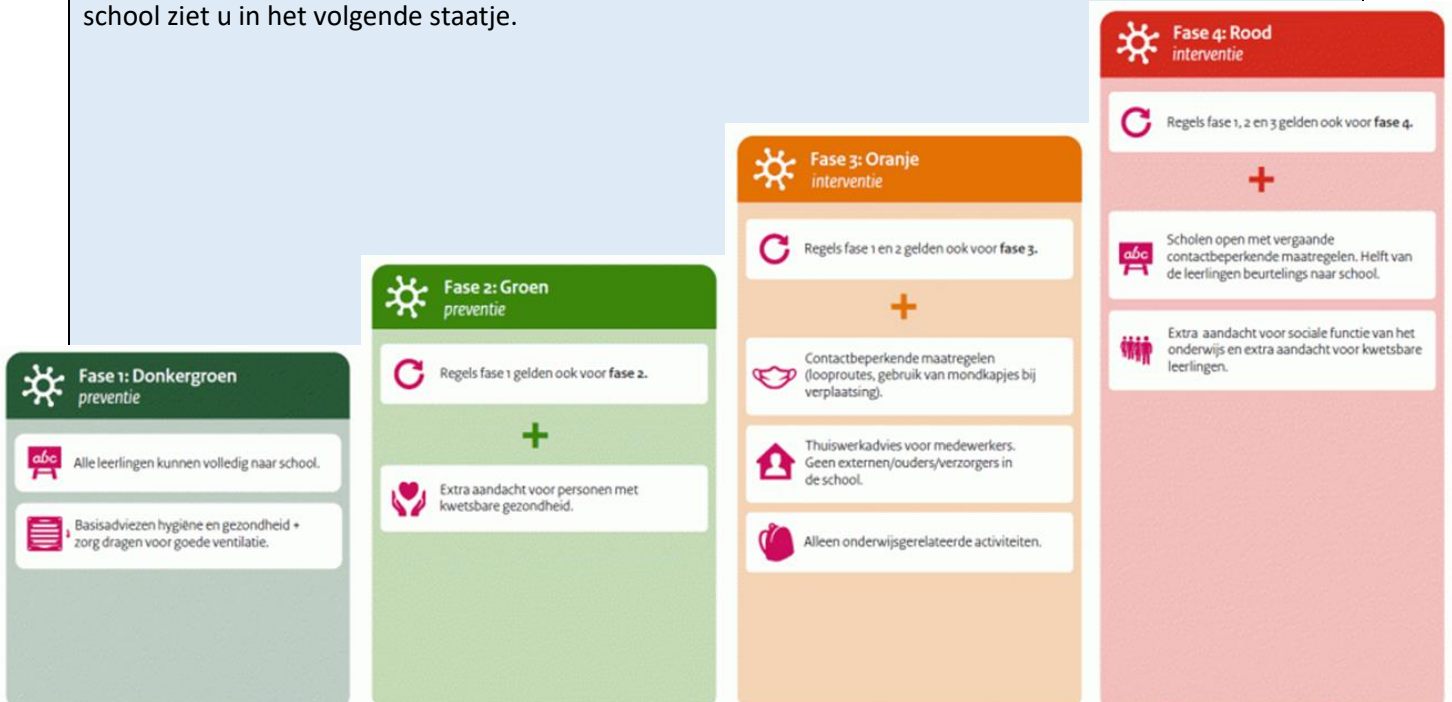 school ziet u in het volgende staatje.
Fase 1: Donkergroen
preventie
abc
Alle leerlingen kunnen volledig naar school.
Basisadviezen hygiëne en gezondheid +
zorg dragen voor goede ventilatie.
Fase 2: Groen
preventie
Regels fase 1 gelden ook voor fase 2.
+
Extra aandacht voor personen met
kwetsbare gezondheid.
Fase 3: Oranje
interventie
Regels fase 1 en 2 gelden ook voor fase 3.
+
Contactbeperkende maatregelen
(looproutes, gebruik van mondkapjes bij
verplaatsing).
Thuiswerkadvies voor medewerkers.
Geen externen/ouders/verzorgers in
de school.
Alleen onderwijsgerelateerde activiteiten.
Fase 4: Rood
interventie
Regels fase 1, 2 en 3 gelden ook voor fase 4.
+
abc
Scholen open met vergaande
contactbeperkende maatregelen. Helft van
de leerlingen beurtelings naar school.
Extra aandacht voor sociale functie van het
onderwijs en extra aandacht voor kwetsbare
leerlingen.